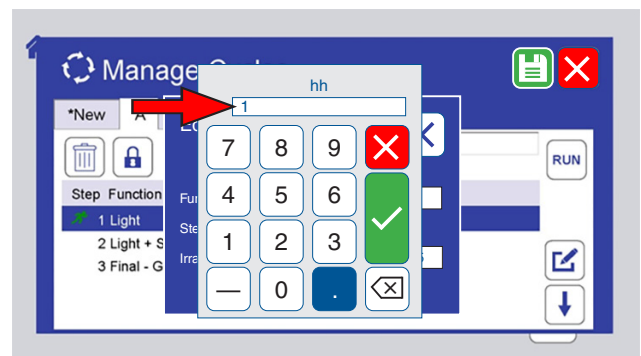 Manage
hh
1
*New A
7 8 9
RUN
Step Function
4 5 6
1 Light
2 Light + S
1 2 3
3 Final - G
Irra
— 0 .